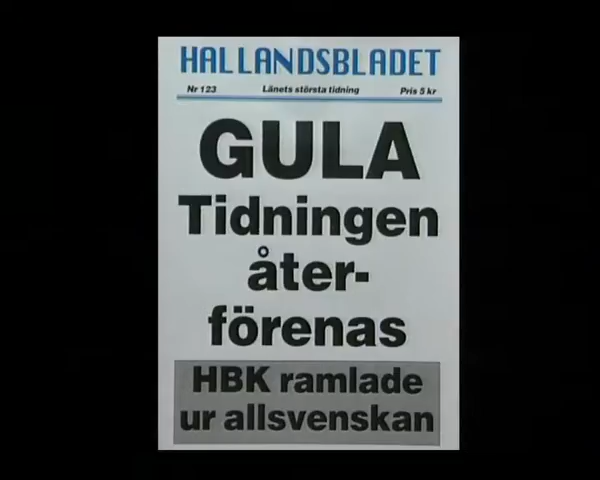 HALLANDSBLADET
Nr 123 Länets största tidning Pris 5 kr
GULA
Tidningen
åter-
förenas
HBK ramlade
ur allsvenskan